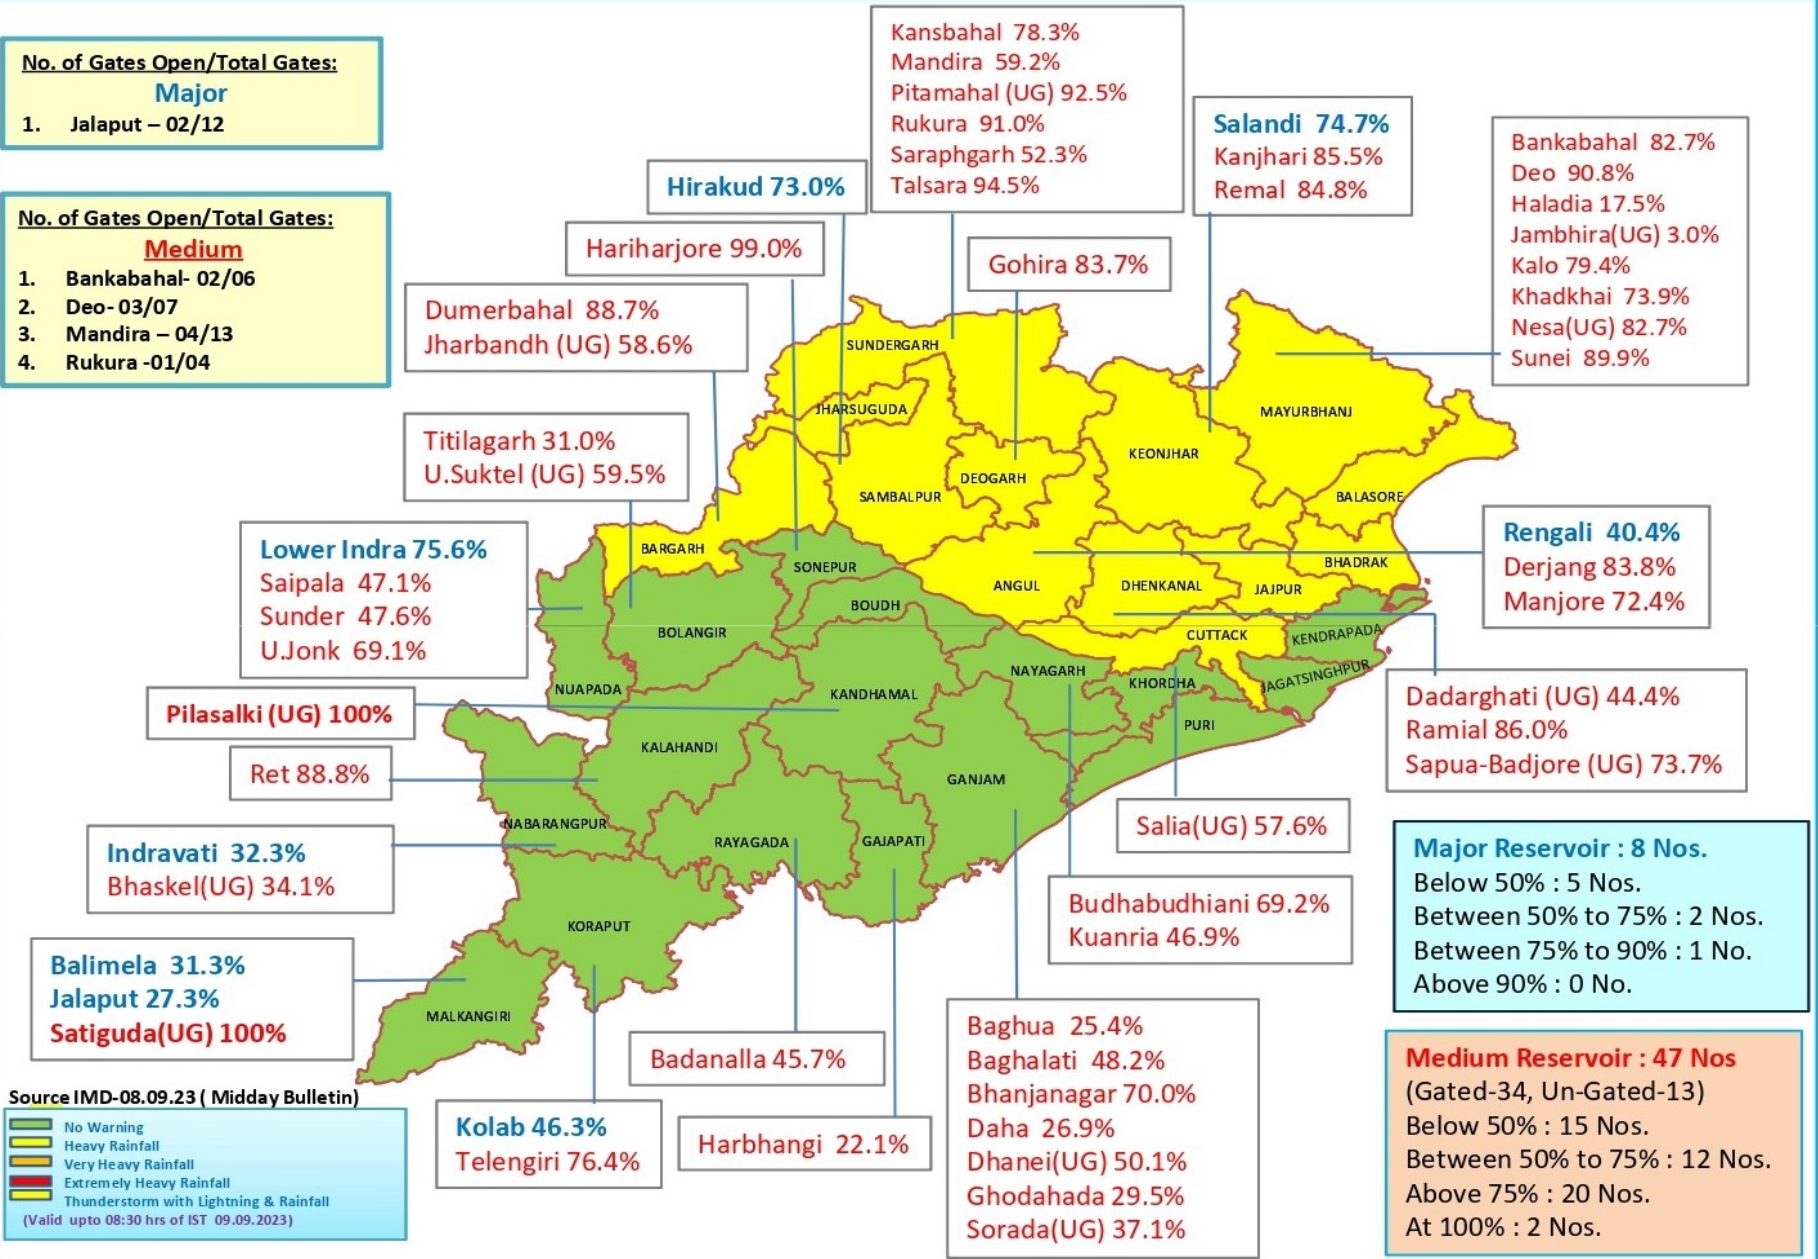 No. of Gates Open/Total Gates:
Major
1. Jalaput – 02/12
No. of Gates Open/Total Gates:
Medium
1. Bankabahal- 02/06
2. Deo- 03/07
3. Mandira – 04/13
4. Rukura -01/04
Kansbahal 78.3%
Mandira 59.2%
Pitamahal (UG) 92.5%
Rukura 91.0%
Saraphgarh 52.3%
Talsara 94.5%
Salandi 74.7%
Kanjhari 85.5%
Remal 84.8%
Bankabahal 82.7%
Deo 90.8%
Haladia 17.5%
Jambhira(UG) 3.0%
Kalo 79.4%
Khadkhai 73.9%
Nesa(UG) 82.7%
Sunei 89.9%
Hirakud 73.0%
Hariharjore 99.0%
Gohira 83.7%
Dumerbahal 88.7%
Jharbandh (UG) 58.6%
Titilagarh 31.0%
U.Suktel (UG) 59.5%
Lower Indra 75.6%
Saipala 47.1%
Sunder 47.6%
U.Jonk 69.1%
Pilasalki (UG) 100%
Ret 88.8%
Indravati 32.3%
Bhaskel(UG) 34.1%
Balimela 31.3%
Jalaput 27.3%
Satiguda(UG) 100%
SUNDERGARH
JHARSUGUDA
MAYURBHANJ
KEONJHAR
DEOGARH
SAMBALPUR
BALASORE
BARGARH
SONEPUR
BHADRAK
ANGUL
DHENKANAL
JAJPUR
BOUDH
BOLANGIR
CUTTACK
KENDRAPADA
NAYAGARH
KHORDHA
JAGATSINGHPUR
NUAPADA
KANDHAMAL
PURI
KALAHANDI
GANJAM
NABARANGPUR
RAYAGADA
GAJAPATI
KORAPUT
MALKANGIRI
Rengali 40.4%
Derjang 83.8%
Manjore 72.4%
Dadarghati (UG) 44.4%
Ramial 86.0%
Sapua-Badjore (UG) 73.7%
Salia(UG) 57.6%
Budhabudhiani 69.2%
Kuanria 46.9%
Badanalla 45.7%
Kolab 46.3%
Telengiri 76.4%
Harbhangi 22.1%
Baghua 25.4%
Baghalati 48.2%
Bhanjanagar 70.0%
Daha 26.9%
Dhanei(UG) 50.1%
Ghodahada 29.5%
Sorada(UG) 37.1%
Major Reservoir : 8 Nos.
Below 50% : 5 Nos.
Between 50% to 75% : 2 Nos.
Between 75% to 90% : 1 No.
Above 90% : 0 No.
Medium Reservoir : 47 Nos
(Gated-34, Un-Gated-13)
Below 50% : 15 Nos.
Between 50% to 75% : 12 Nos.
Above 75% : 20 Nos.
At 100% : 2 Nos.
Source IMD-08.09.23 ( Midday Bulletin)
No Warning
Heavy Rainfall
Very Heavy Rainfall
Extremely Heavy Rainfall
Thunderstorm with Lightning & Rainfall
(Valid upto 08:30 hrs of IST 09.09.2023)